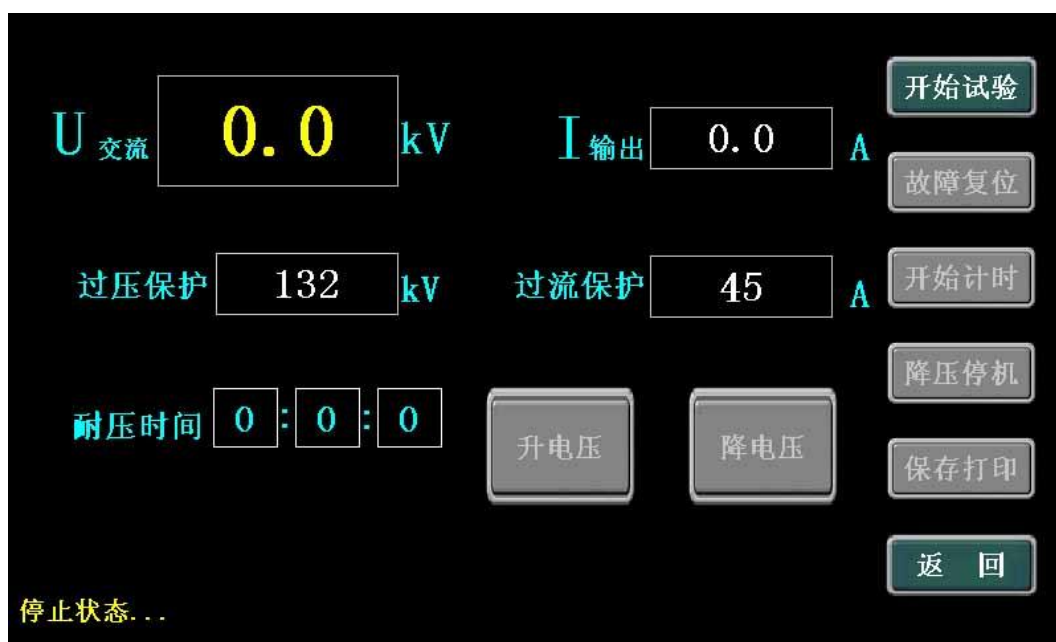 U 交流 0.0 kV I 输出 0.0 A
开始试验
故障复位
过压保护 132 kV 过流保护 45 A
开始计时
降压停机
耐压时间 0 : 0 : 0
升电压 降电压
保存打印
返 回
停止状态...